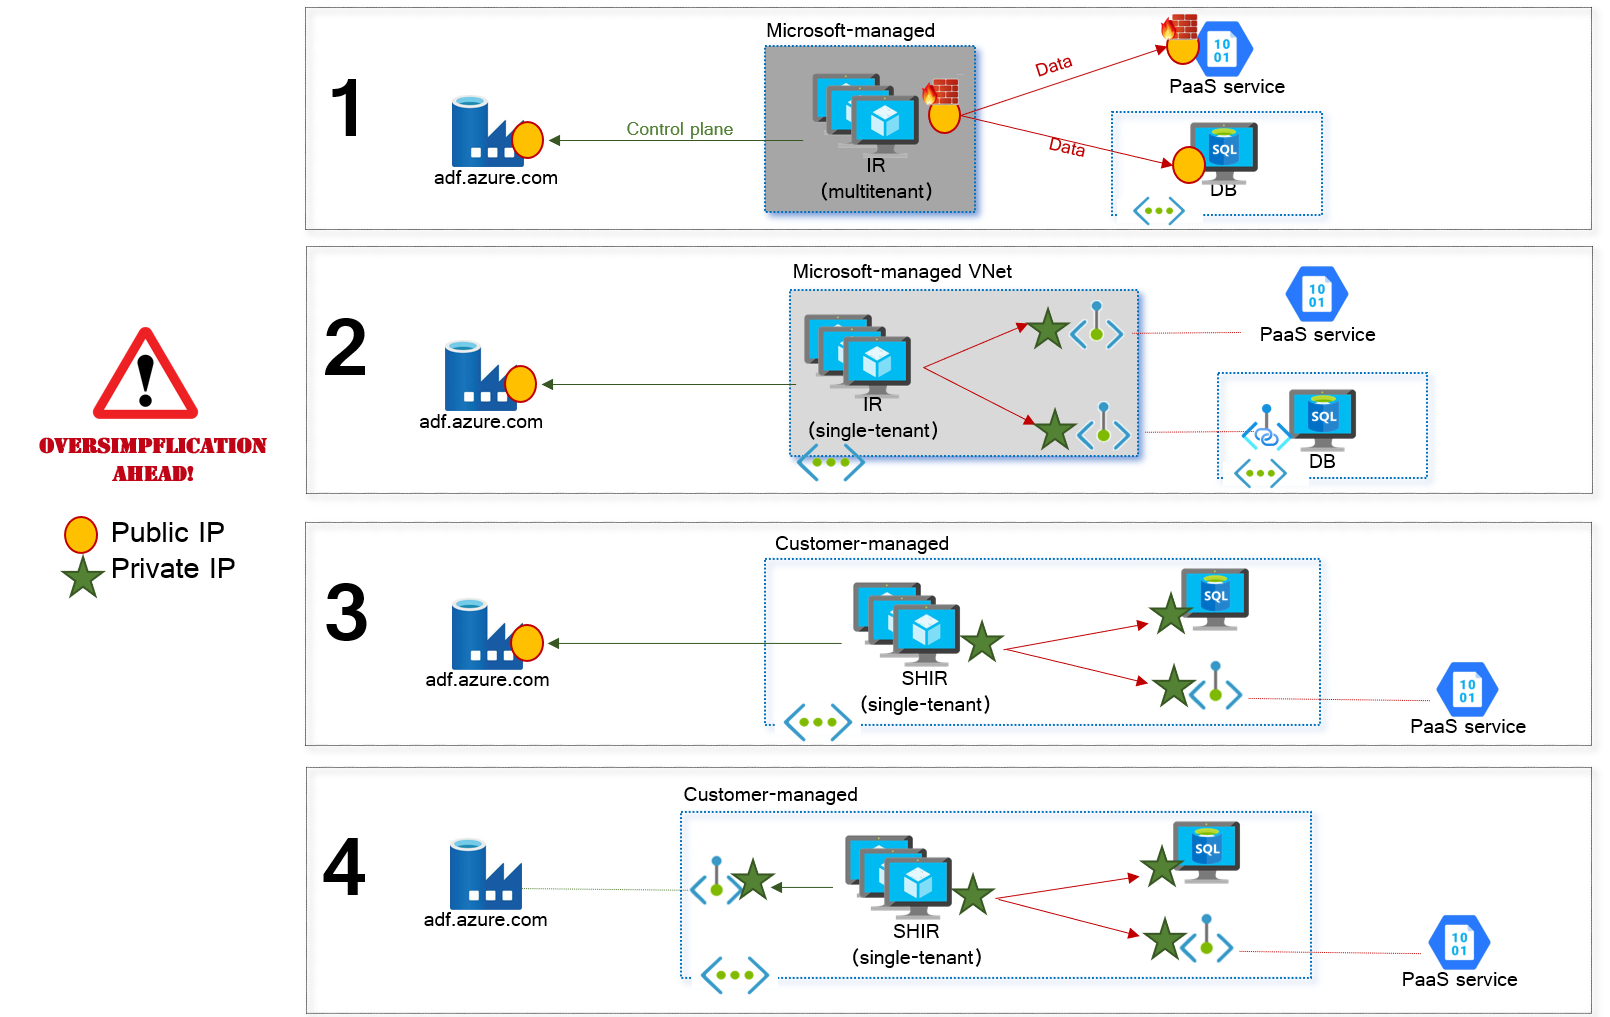 OVERSIMPFLICATION
AHEAD!
Public IP
Private IP
1
Microsoft-managed
adf.azure.com
Control plane
IR
(multitenant)
Data
Data
10
01
PaaS service
SQL
DB
2
Microsoft-managed VNet
adf.azure.com
IR
(single-tenant)
10
01
PaaS service
SQL
DB
3
Customer-managed
adf.azure.com
SHIR
(single-tenant)
SQL
10
01
PaaS service
4
Customer-managed
adf.azure.com
SHIR
(single-tenant)
SQL
10
01
PaaS service